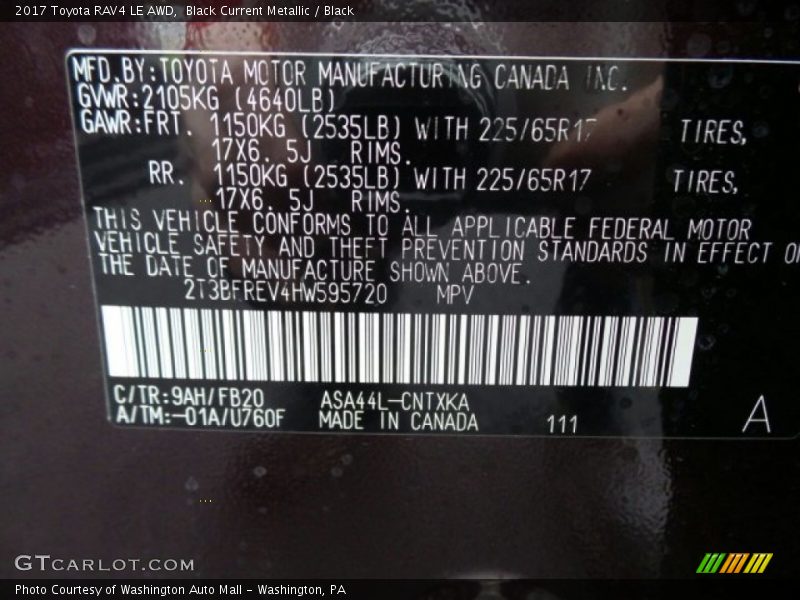 2017 Toyota RAV4 LE AWD, Black Current Metallic / Black
MFD.BY:TOYOTA MOTOR MANUFACTURING CANADA INC.
GVWR:2105KG (4640LB)
GAWR:FRT. 1150KG (2535LB) WITH 225/65R17 TIRES,
17X6. 5J RIMS.
RR. 1150KG (2535LB) WITH 225/65R17 TIRES,
17X6. 5J RIMS.
THIS VEHICLE CONFORMS TO ALL APPLICABLE FEDERAL MOTOR
VEHICLE SAFETY AND THEFT PREVENTION STANDARDS IN EFFECT
THE DATE OF MANUFACTURE SHOWN ABOVE.
2T3BFREV4HW595720 MPV
C/TR:9AH/FB20 ASA44L-CNTXKA
A/TM:-01A/U760F MADE IN CANADA 111 A
GTCARLOT.COM
Photo Courtesy of Washington Auto Mall - Washington, PA